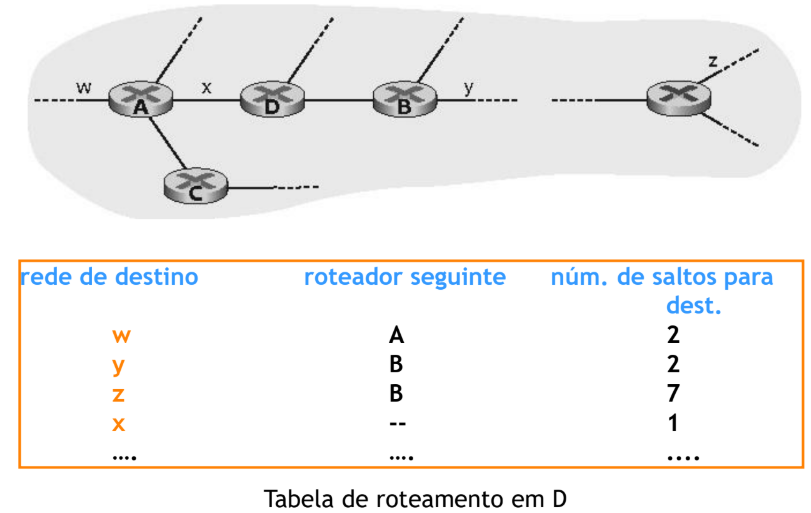 z
w x y
A D B
C
rede de destino roteador seguinte núm. de saltos para
dest.
w A 2
y B 2
z B 7
x -- 1
.... .... ....
Tabela de roteamento em D